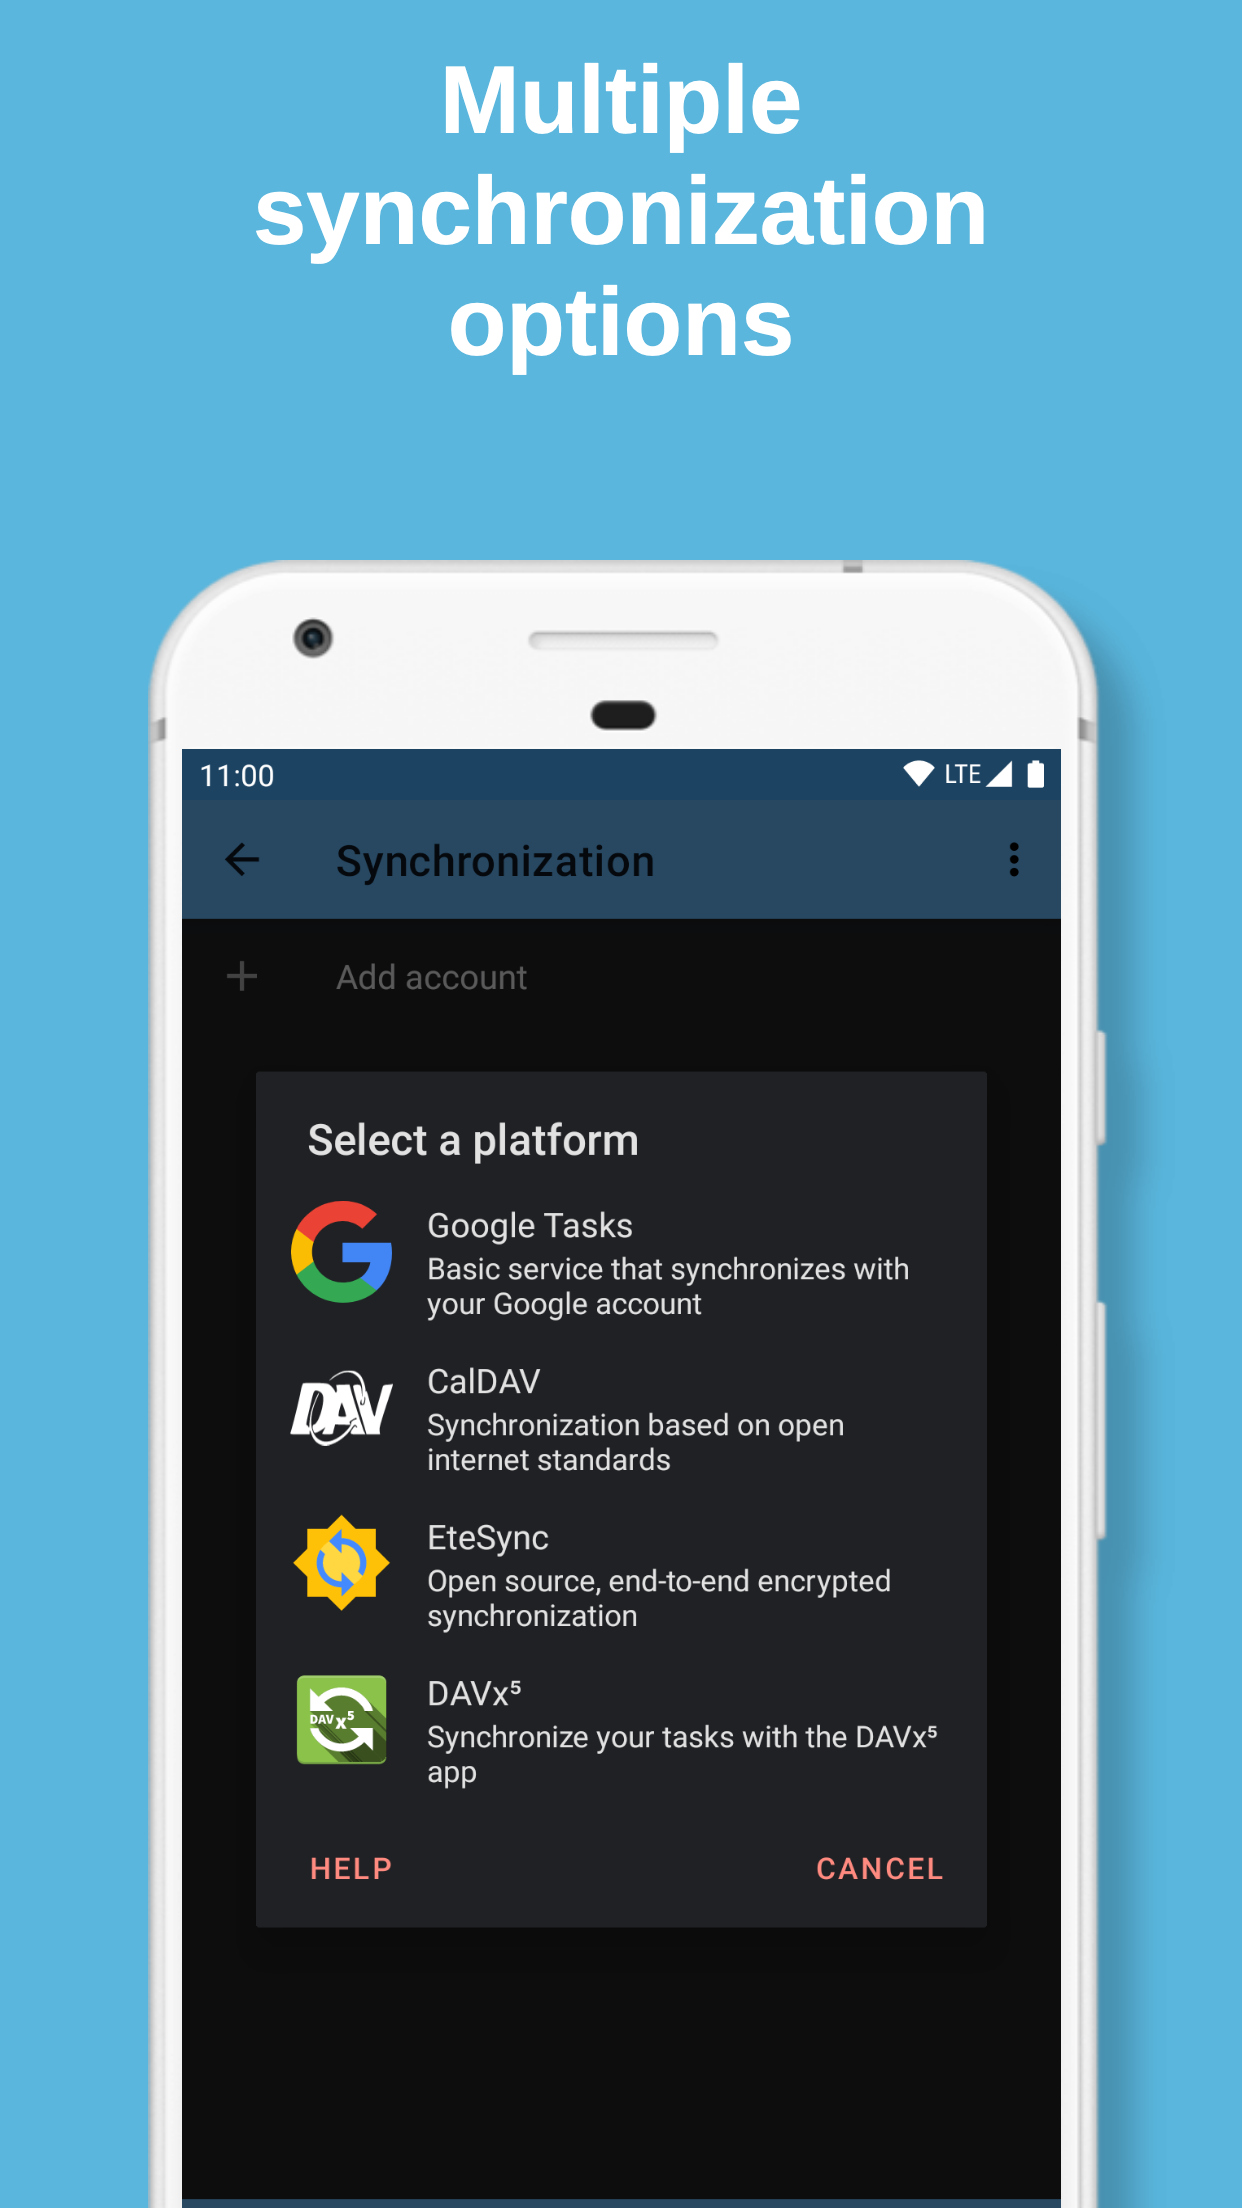 Multiple
synchronization
options
11:00 LTE
Synchronization
Add account
Select a platform
Google Tasks
Basic service that synchronizes with
your Google account
DAV
CalDAV
Synchronization based on open
internet standards
EteSync
Open source, end-to-end encrypted
synchronization
DAVx⁵
DAVx⁵
Synchronize your tasks with the DAVx⁵
app
HELP CANCEL